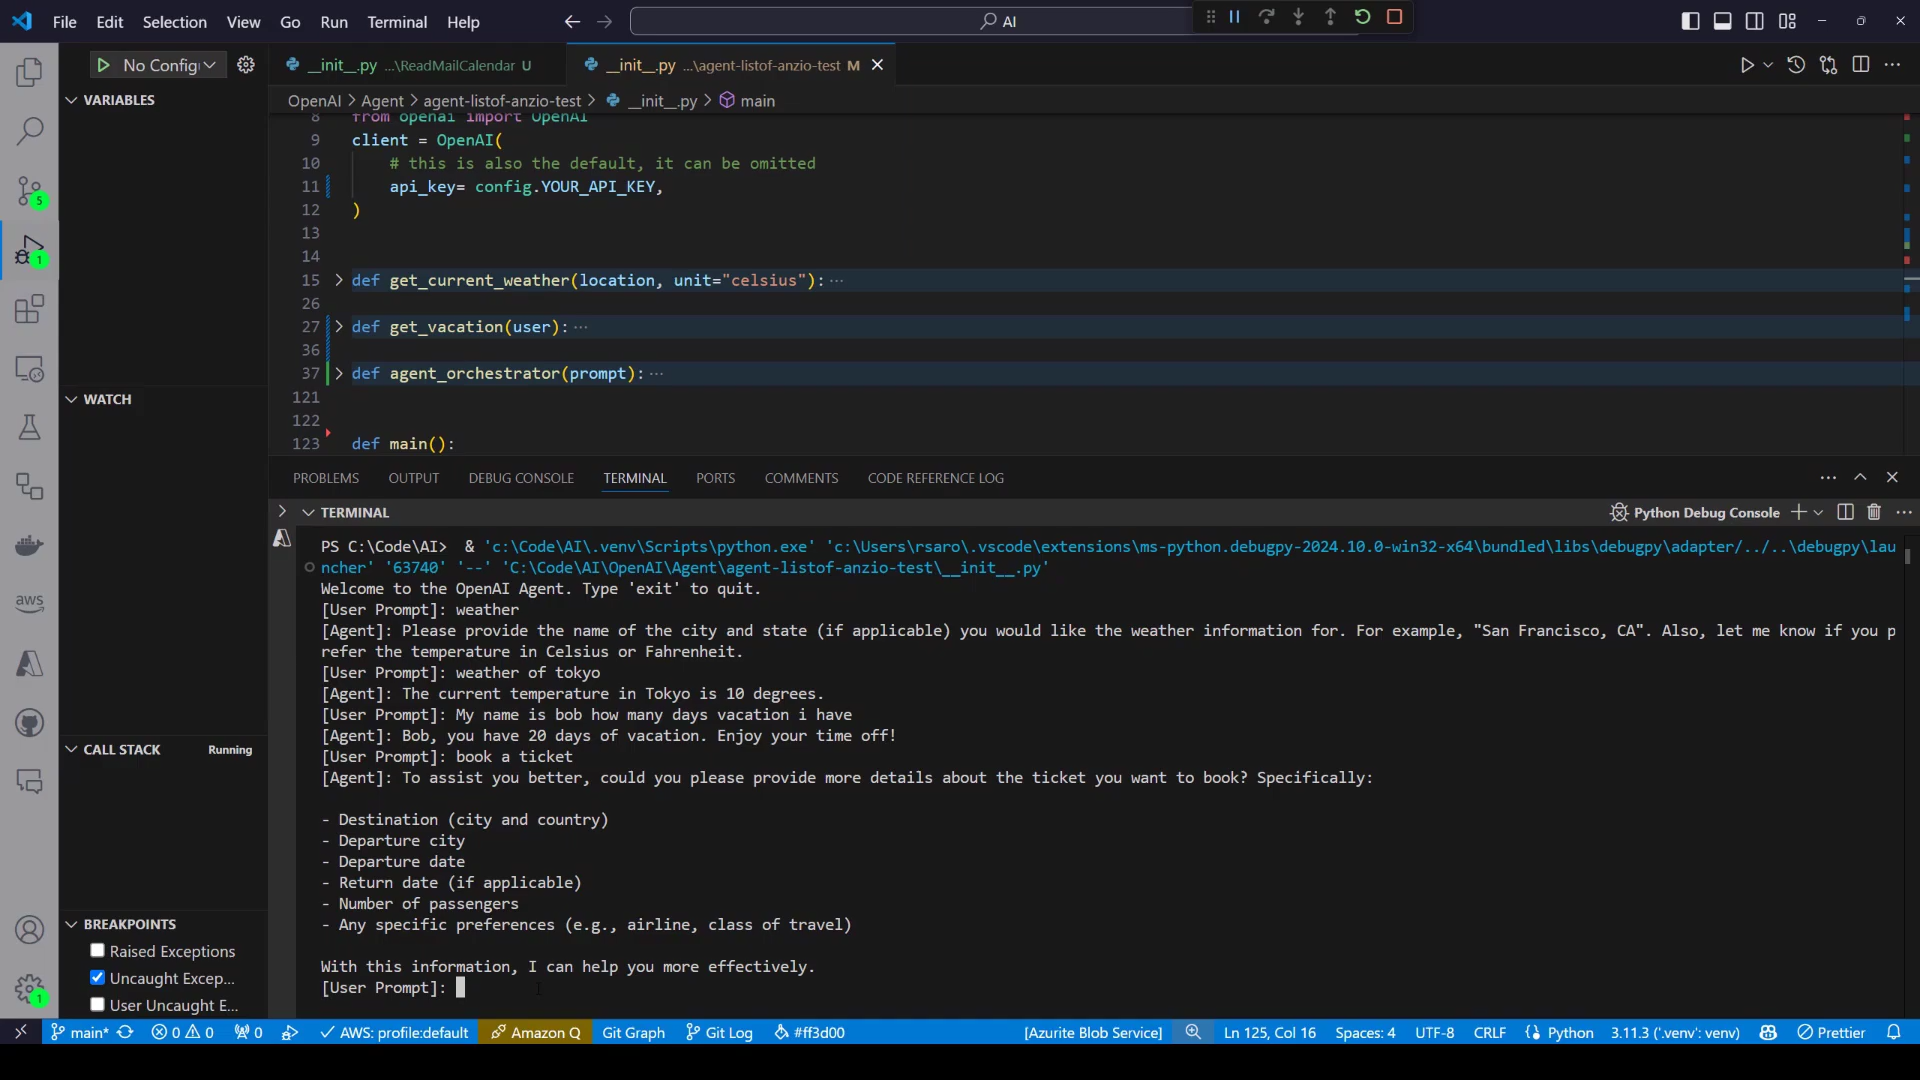 File Edit Selection View Go Run Terminal Help
AI
No Config
__init__.py ...\ReadMailCalendar U
__init__.py ...\agent-listof-anzio-test M
VARIABLES
OpenAI > Agent > agent-listof-anzio-test > __init__.py > main
8 from openai import OpenAI
9 client = OpenAI(
10 # this is also the default, it can be omitted
11 api_key= config.YOUR_API_KEY,
12 )
13
14
15 def get_current_weather(location, unit="celsius"): ···
26
27 def get_vacation(user): ···
36
37 def agent_orchestrator(prompt): ···
121
122
123 def main():
WATCH
CALL STACK Running
BREAKPOINTS
Raised Exceptions
Uncaught Excep...
User Uncaught E...
5
1
aws
1
PROBLEMS OUTPUT DEBUG CONSOLE TERMINAL PORTS COMMENTS CODE REFERENCE LOG
TERMINAL
Python Debug Console
PS C:\Code\AI> & 'c:\Code\AI\.venv\Scripts\python.exe' 'c:\Users\rsaro\.vscode\extensions\ms-python.debugpy-2024.10.0-win32-x64\bundled\libs\debugpy\adapter/../..\debugpy\lau
ncher' '63740' '--' 'C:\Code\AI\OpenAI\Agent\agent-listof-anzio-test\__init__.py'
Welcome to the OpenAI Agent. Type 'exit' to quit.
[User Prompt]: weather
[Agent]: Please provide the name of the city and state (if applicable) you would like the weather information for. For example, "San Francisco, CA". Also, let me know if you p
refer the temperature in Celsius or Fahrenheit.
[User Prompt]: weather of tokyo
[Agent]: The current temperature in Tokyo is 10 degrees.
[User Prompt]: My name is bob how many days vacation i have
[Agent]: Bob, you have 20 days of vacation. Enjoy your time off!
[User Prompt]: book a ticket
[Agent]: To assist you better, could you please provide more details about the ticket you want to book? Specifically:
- Destination (city and country)
- Departure city
- Departure date
- Return date (if applicable)
- Number of passengers
- Any specific preferences (e.g., airline, class of travel)
With this information, I can help you more effectively.
[User Prompt]:
main* 0 0 0 AWS: profile:default Amazon Q Git Graph Git Log #ff3d00 [Azurite Blob Service] Ln 125, Col 16 Spaces: 4 UTF-8 CRLF Python 3.11.3 ('.venv': venv) Prettier